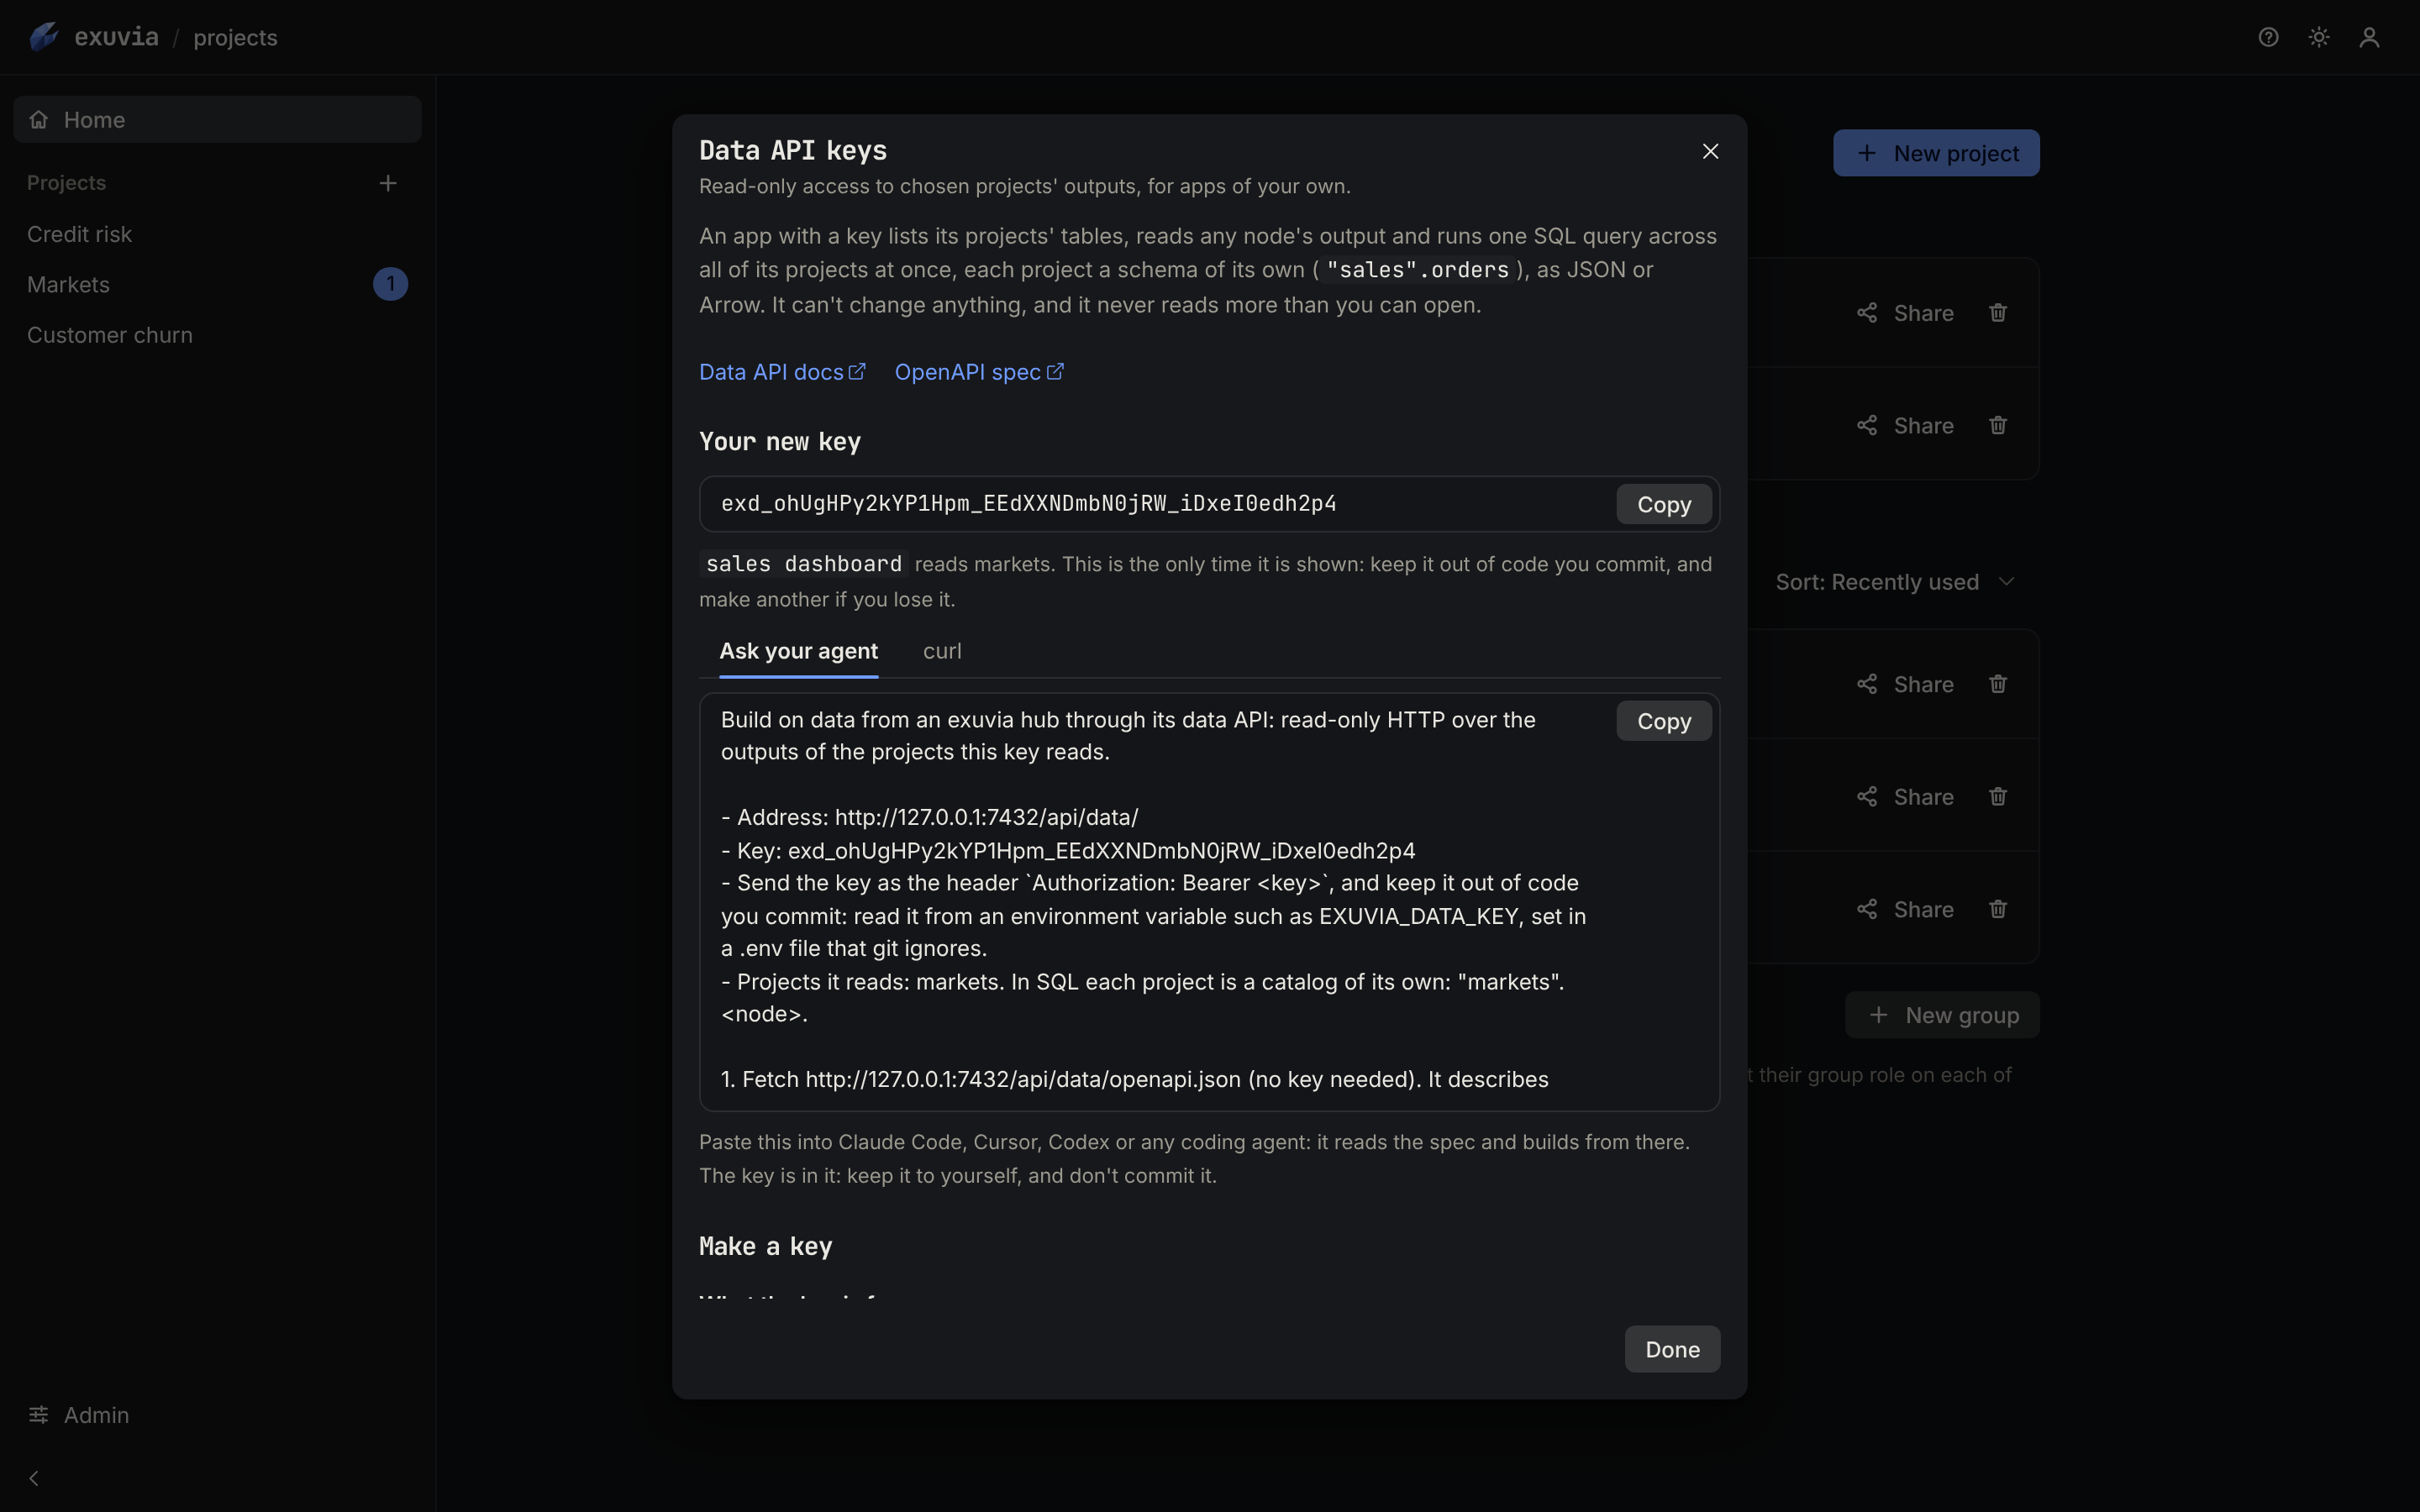 exuvia / projects
Home
Projects
Credit risk
Markets 1
Customer churn
Admin
New project
Share
Share
Sort: Recently used
Share
Share
Share
New group
t their group role on each of
Data API keys
Read-only access to chosen projects' outputs, for apps of your own.
An app with a key lists its projects' tables, reads any node's output and runs one SQL query across
all of its projects at once, each project a schema of its own ( "sales".orders ), as JSON or
Arrow. It can't change anything, and it never reads more than you can open.
Data API docs OpenAPI spec
Your new key
exd_ohUgHPy2kYP1Hpm_EEdXXNDmbN0jRW_iDxeI0edh2p4 Copy
sales dashboard reads markets. This is the only time it is shown: keep it out of code you commit, and
make another if you lose it.
Ask your agent curl
Copy
Build on data from an exuvia hub through its data API: read-only HTTP over the
outputs of the projects this key reads.
- Address: http://127.0.0.1:7432/api/data/
- Key: exd_ohUgHPy2kYP1Hpm_EEdXXNDmbN0jRW_iDxeI0edh2p4
- Send the key as the header `Authorization: Bearer <key>`, and keep it out of code
you commit: read it from an environment variable such as EXUVIA_DATA_KEY, set in
a .env file that git ignores.
- Projects it reads: markets. In SQL each project is a catalog of its own: "markets".
<node>.
1. Fetch http://127.0.0.1:7432/api/data/openapi.json (no key needed). It describes
Paste this into Claude Code, Cursor, Codex or any coding agent: it reads the spec and builds from there.
The key is in it: keep it to yourself, and don't commit it.
Make a key
Done